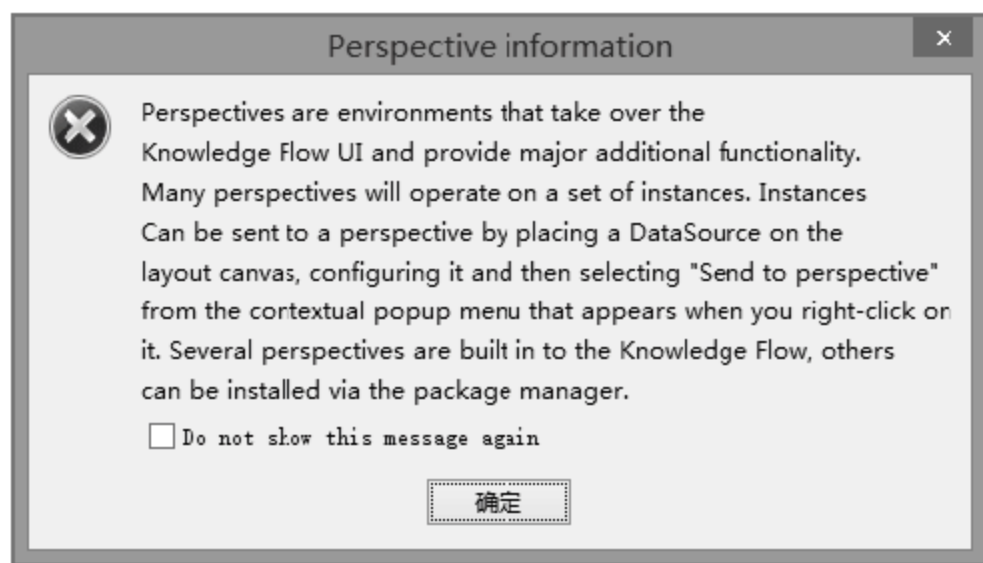 Perspective information
Perspectives are environments that take over the
Knowledge Flow UI and provide major additional functionality.
Many perspectives will operate on a set of instances. Instances
Can be sent to a perspective by placing a DataSource on the
layout canvas, configuring it and then selecting "Send to perspective"
from the contextual popup menu that appears when you right-click on
it. Several perspectives are built in to the Knowledge Flow, others
can be installed via the package manager.
Do not show this message again
确定